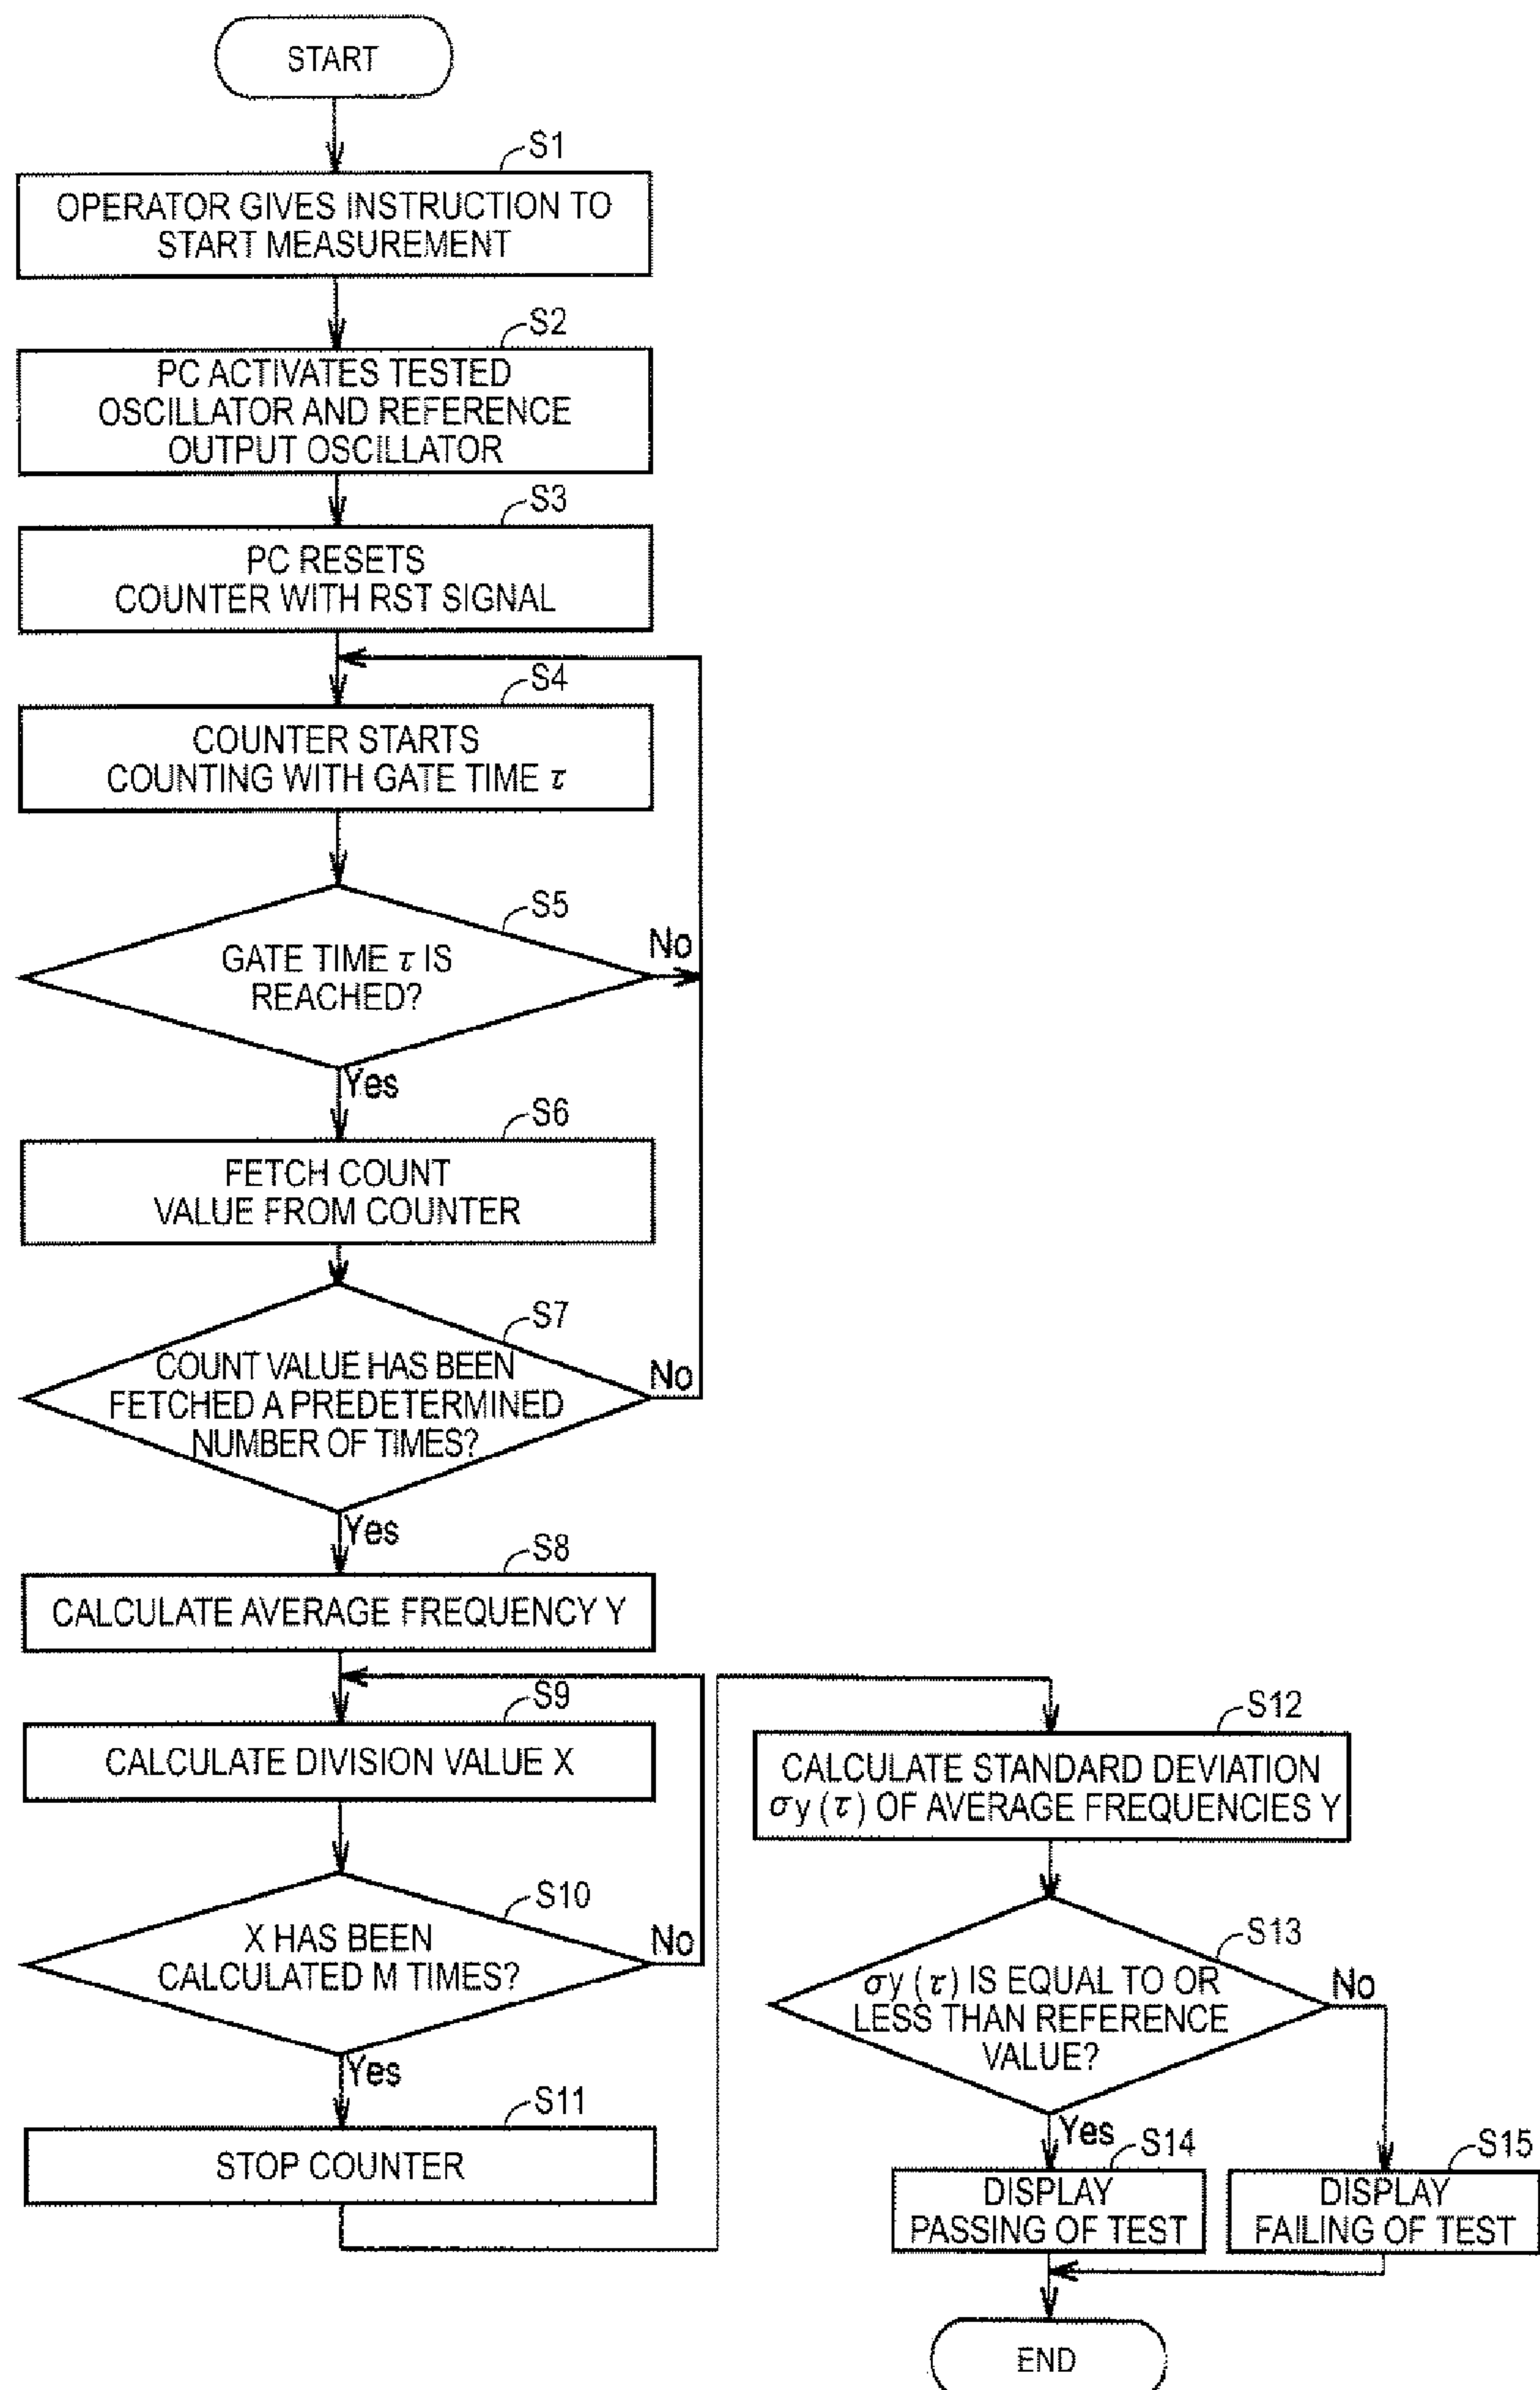 START
S1
OPERATOR GIVES INSTRUCTION TO
START MEASUREMENT
S2
PC ACTIVATES TESTED
OSCILLATOR AND REFERENCE
OUTPUT OSCILLATOR
S3
PC RESETS
COUNTER WITH RST SIGNAL
S4
COUNTER STARTS
COUNTING WITH GATE TIME τ
S5
GATE TIME τ IS
REACHED?
No
Yes
S6
FETCH COUNT
VALUE FROM COUNTER
S7
COUNT VALUE HAS BEEN
FETCHED A PREDETERMINED
NUMBER OF TIMES?
No
Yes
S8
CALCULATE AVERAGE FREQUENCY Y
S9
CALCULATE DIVISION VALUE X
S10
X HAS BEEN
CALCULATED M TIMES?
No
Yes
S11
STOP COUNTER
S12
CALCULATE STANDARD DEVIATION
σy (τ) OF AVERAGE FREQUENCIES Y
S13
σy (τ) IS EQUAL TO OR
LESS THAN REFERENCE
VALUE?
No
Yes
S14
DISPLAY
PASSING OF TEST
S15
DISPLAY
FAILING OF TEST
END